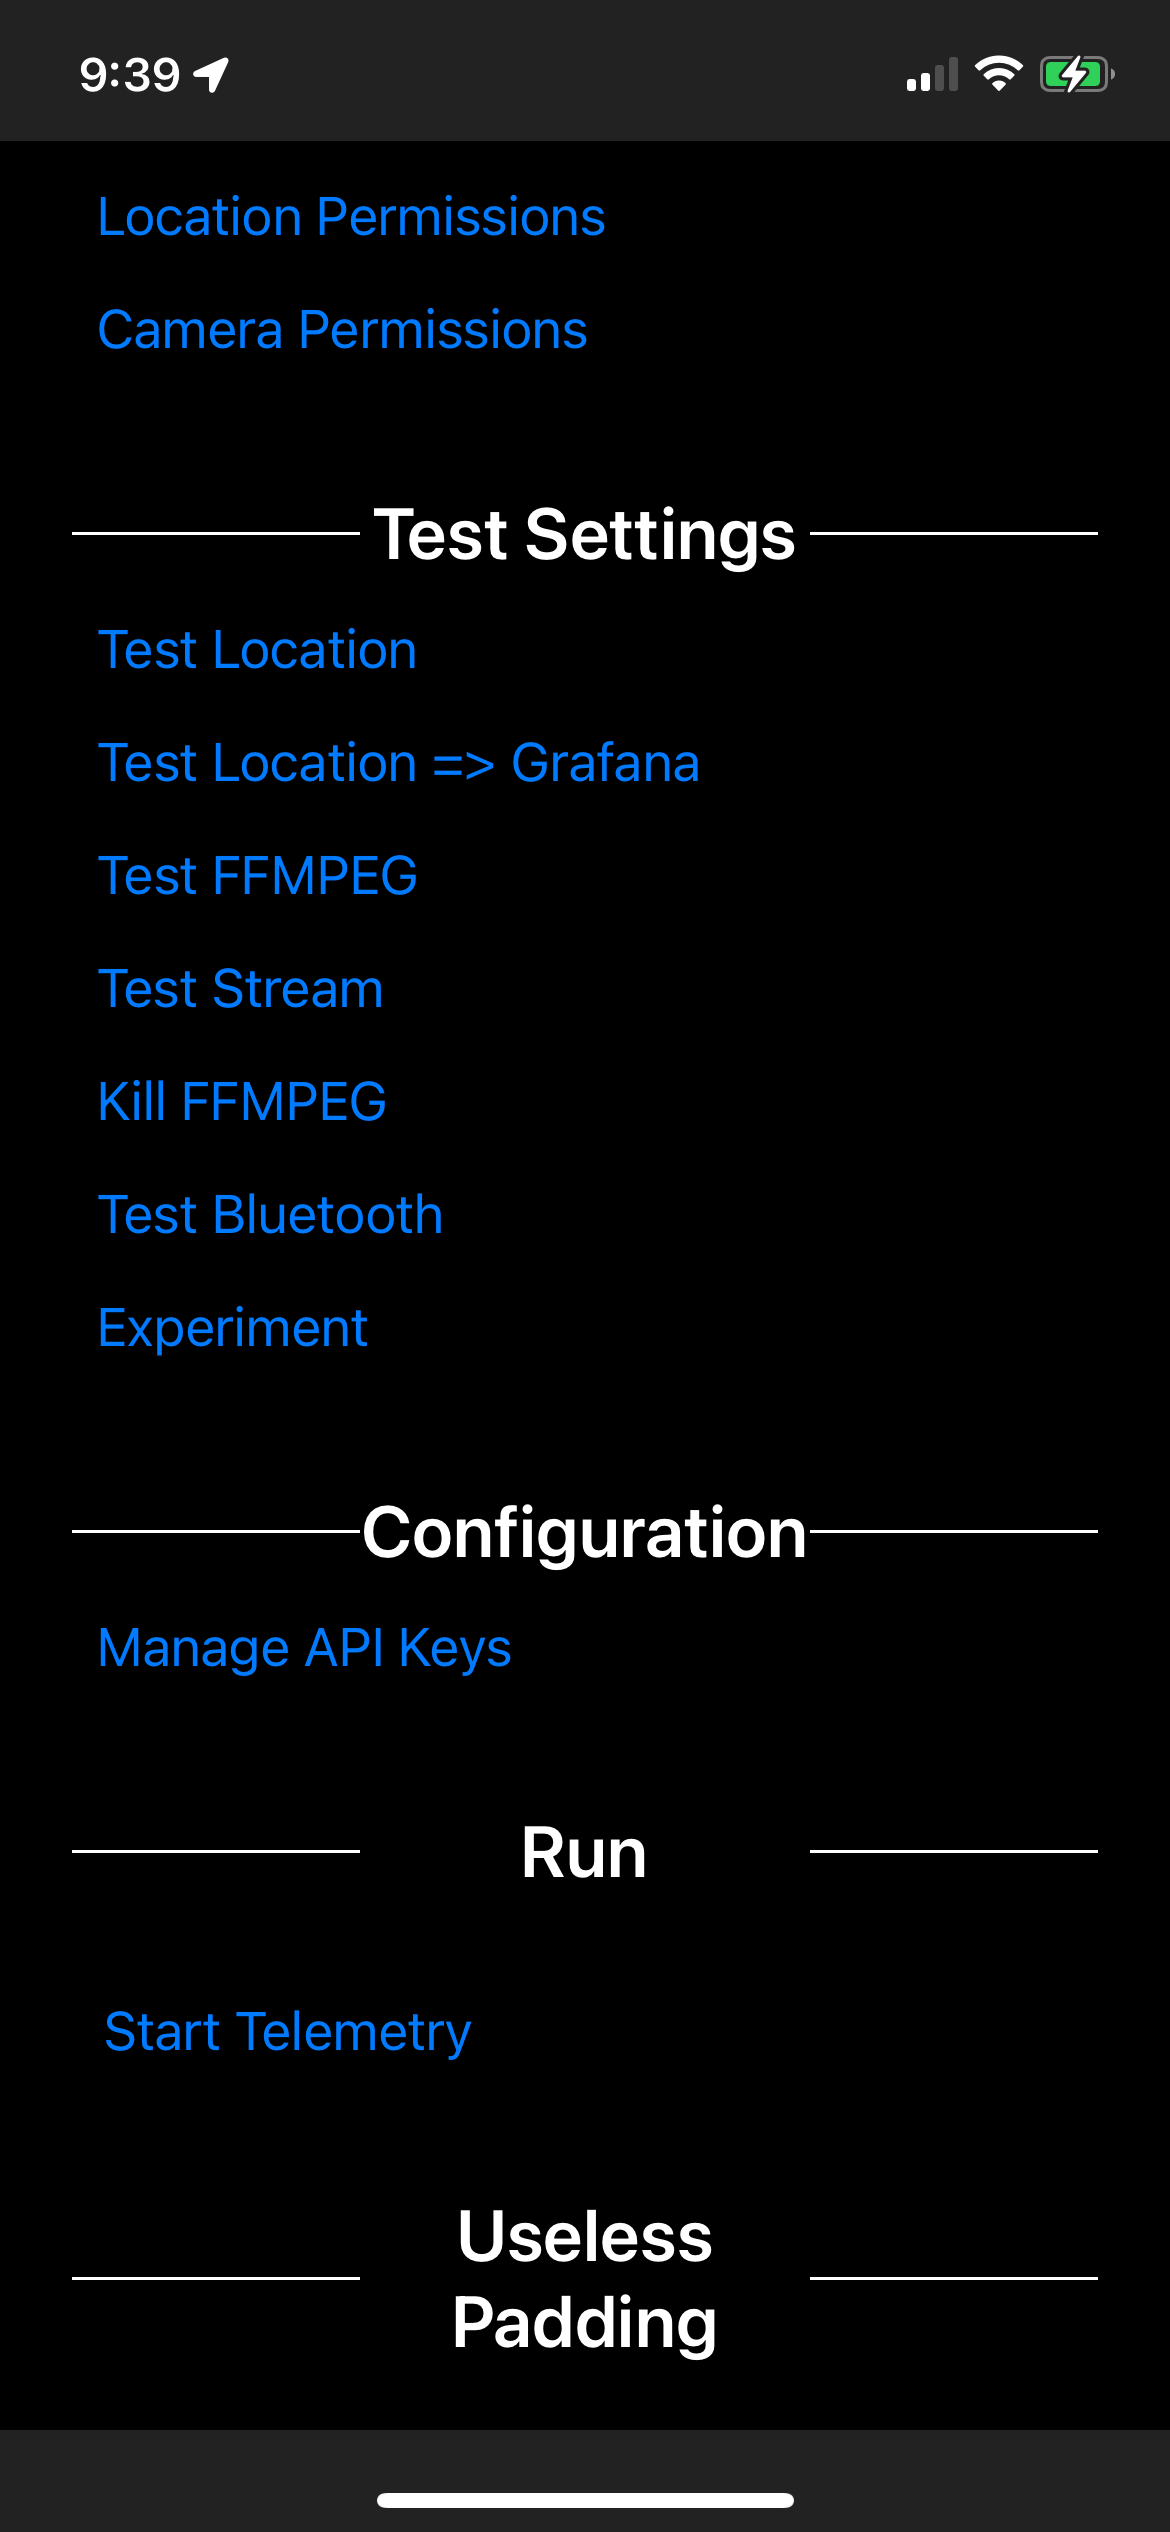 9:39
Location Permissions
Camera Permissions
Test Settings
Test Location
Test Location => Grafana
Test FFMPEG
Test Stream
Kill FFMPEG
Test Bluetooth
Experiment
Configuration
Manage API Keys
Run
Start Telemetry
Useless
Padding